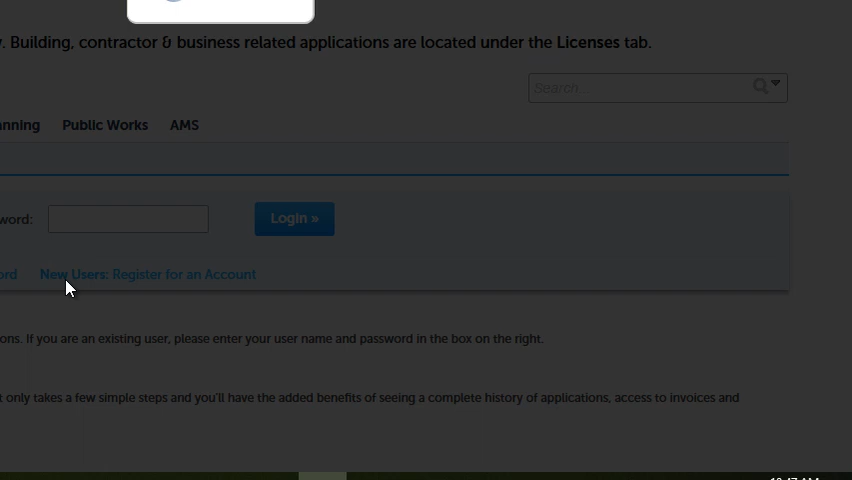 . Building, contractor & business related applications are located under the Licenses tab.
Search...
nning Public Works AMS
word: Login »
ord New Users: Register for an Account
ons. If you are an existing user, please enter your user name and password in the box on the right.
t only takes a few simple steps and you'll have the added benefits of seeing a complete history of applications, access to invoices and